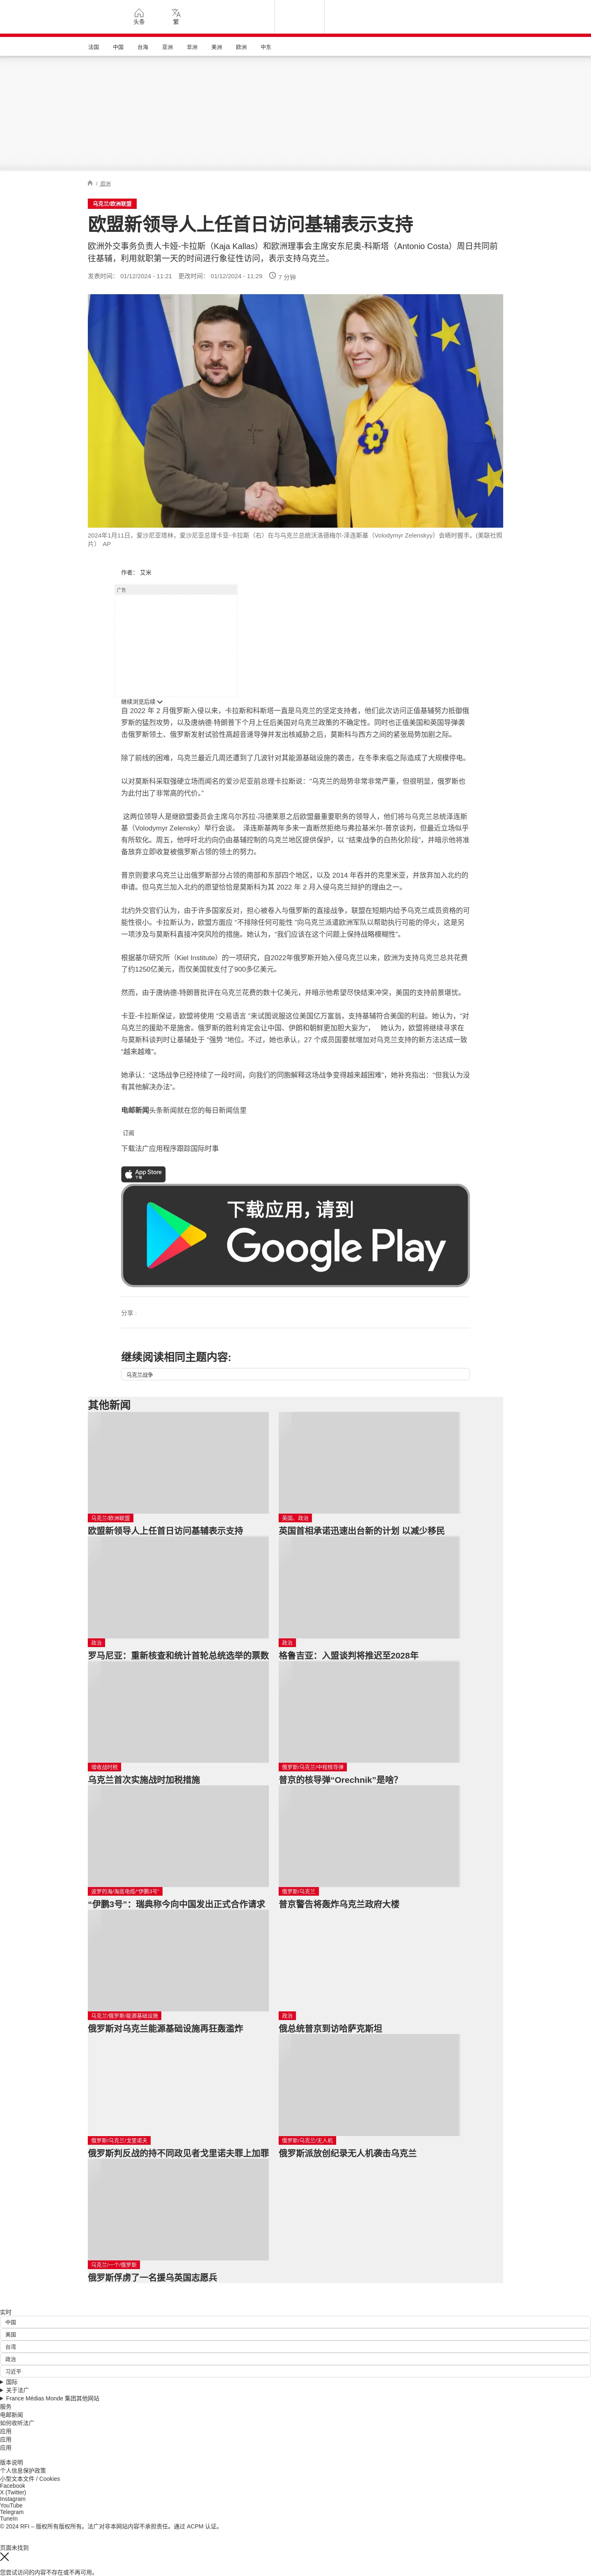 头条
繁
法国
中国
台海
亚洲
非洲
美洲
欧洲
中东
/ 欧洲
乌克兰/欧洲联盟
欧盟新领导人上任首日访问基辅表示支持
欧洲外交事务负责人卡娅-卡拉斯（Kaja Kallas）和欧洲理事会主席安东尼奥-科斯塔（Antonio Costa）周日共同前
往基辅，利用就职第一天的时间进行象征性访问，表示支持乌克兰。
发表时间： 01/12/2024 - 11:21 更改时间： 01/12/2024 - 11:29 7 分钟
2024年1月11日，爱沙尼亚塔林，爱沙尼亚总理卡亚·卡拉斯（右）在与乌克兰总统沃洛德梅尔·泽连斯基（Volodymyr Zelenskyy）会晤时握手。(美联社照
片） AP
作者： 艾米
广告
继续浏览后续
自 2022 年 2 月俄罗斯入侵以来，卡拉斯和科斯塔一直是乌克兰的坚定支持者，他们此次访问正值基辅努力抵御俄
罗斯的猛烈攻势，以及唐纳德·特朗普下个月上任后美国对乌克兰政策的不确定性。同时也正值美国和英国导弹袭
击俄罗斯领土、俄罗斯发射试验性高超音速导弹并发出核威胁之后，莫斯科与西方之间的紧张局势加剧之际。
除了前线的困难，乌克兰最近几周还遭到了几波针对其能源基础设施的袭击，在冬季来临之际造成了大规模停电。
以对莫斯科采取强硬立场而闻名的爱沙尼亚前总理卡拉斯说："乌克兰的局势非常非常严重，但很明显，俄罗斯也
为此付出了非常高的代价。"
这两位领导人是继欧盟委员会主席乌尔苏拉-冯德莱恩之后欧盟最重要职务的领导人，他们将与乌克兰总统泽连斯
基（Volodymyr Zelensky）举行会谈。 泽连斯基两年多来一直断然拒绝与弗拉基米尔-普京谈判，但最近立场似乎
有所软化。周五，他呼吁北约向仍由基辅控制的乌克兰地区提供保护，以 “结束战争的白热化阶段”，并暗示他将准
备放弃立即收复被俄罗斯占领的领土的努力。
普京则要求乌克兰让出俄罗斯部分占领的南部和东部四个地区，以及 2014 年吞并的克里米亚，并放弃加入北约的
申请。但乌克兰加入北约的愿望恰恰是莫斯科为其 2022 年 2 月入侵乌克兰辩护的理由之一。
北约外交官们认为，由于许多国家反对，担心被卷入与俄罗斯的直接战争，联盟在短期内给予乌克兰成员资格的可
能性很小。卡拉斯认为，欧盟方面应 “不排除任何可能性 ”向乌克兰派遣欧洲军队以帮助执行可能的停火，这是另
一项涉及与莫斯科直接冲突风险的措施。她认为，“我们应该在这个问题上保持战略模糊性”。
根据基尔研究所（Kiel Institute）的一项研究，自2022年俄罗斯开始入侵乌克兰以来，欧洲为支持乌克兰总共花费
了约1250亿美元，而仅美国就支付了900多亿美元。
然而，由于唐纳德-特朗普批评在乌克兰花费的数十亿美元，并暗示他希望尽快结束冲突，美国的支持前景堪忧。
卡亚-卡拉斯保证，欧盟将使用 “交易语言 ”来试图说服这位美国亿万富翁，支持基辅符合美国的利益。她认为，“对
乌克兰的援助不是施舍。俄罗斯的胜利肯定会让中国、伊朗和朝鲜更加胆大妄为”， 她认为，欧盟将继续寻求在
与莫斯科谈判时让基辅处于 “强势 ”地位。不过，她也承认，27 个成员国要就增加对乌克兰支持的新方法达成一致
“越来越难”。
她承认：“这场战争已经持续了一段时间，向我们的同胞解释这场战争变得越来越困难”，她补充指出：“但我认为没
有其他解决办法”。
电邮新闻头条新闻就在您的每日新闻信里
订阅
下载法广应用程序跟踪国际时事
App Store
下载
下载应用，请到
Google Play
分享 :
继续阅读相同主题内容:
乌克兰战争
其他新闻
乌克兰/欧洲联盟
欧盟新领导人上任首日访问基辅表示支持
英国、政治
英国首相承诺迅速出台新的计划 以减少移民
政治
罗马尼亚：重新核查和统计首轮总统选举的票数
政治
格鲁吉亚：入盟谈判将推迟至2028年
增收战时税
乌克兰首次实施战时加税措施
俄罗斯/乌克兰/中程核导弹
普京的核导弹“Orechnik”是啥?
波罗的海/海底电缆/“伊鹏3号”
“伊鹏3号”：瑞典称今向中国发出正式合作请求
俄罗斯/乌克兰
普京警告将轰炸乌克兰政府大楼
乌克兰/俄罗斯/能源基础设施
俄罗斯对乌克兰能源基础设施再狂轰滥炸
政治
俄总统普京到访哈萨克斯坦
俄罗斯/乌克兰/戈里诺夫
俄罗斯判反战的持不同政见者戈里诺夫罪上加罪
俄罗斯/乌克兰/无人机
俄罗斯派放创纪录无人机袭击乌克兰
乌克兰/一个/俄罗斯
俄罗斯俘虏了一名援乌英国志愿兵
实时
中国
美国
台湾
政治
习近平
国际
关于法广
France Médias Monde 集团其他网站
服务
电邮新闻
如何收听法广
应用
应用
应用
版本说明
个人信息保护政策
小型文本文件 / Cookies
Facebook
X (Twitter)
Instagram
YouTube
Telegram
TuneIn
© 2024 RFI – 版权所有版权所有。法广对非本网站内容不承担责任。通过 ACPM 认证。
页面未找到
您尝试访问的内容不存在或不再可用。